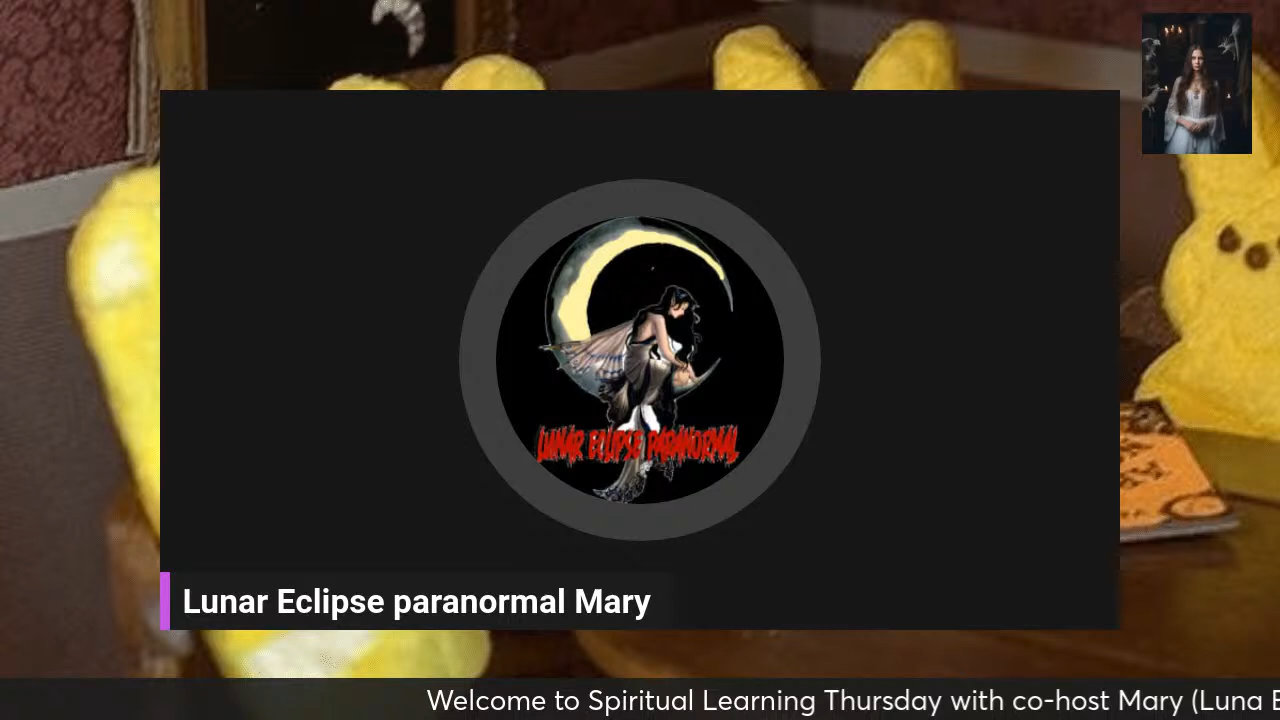 LUNAR ECLIPSE PARANORMAL
Lunar Eclipse paranormal Mary
Welcome to Spiritual Learning Thursday with co-host Mary (Luna